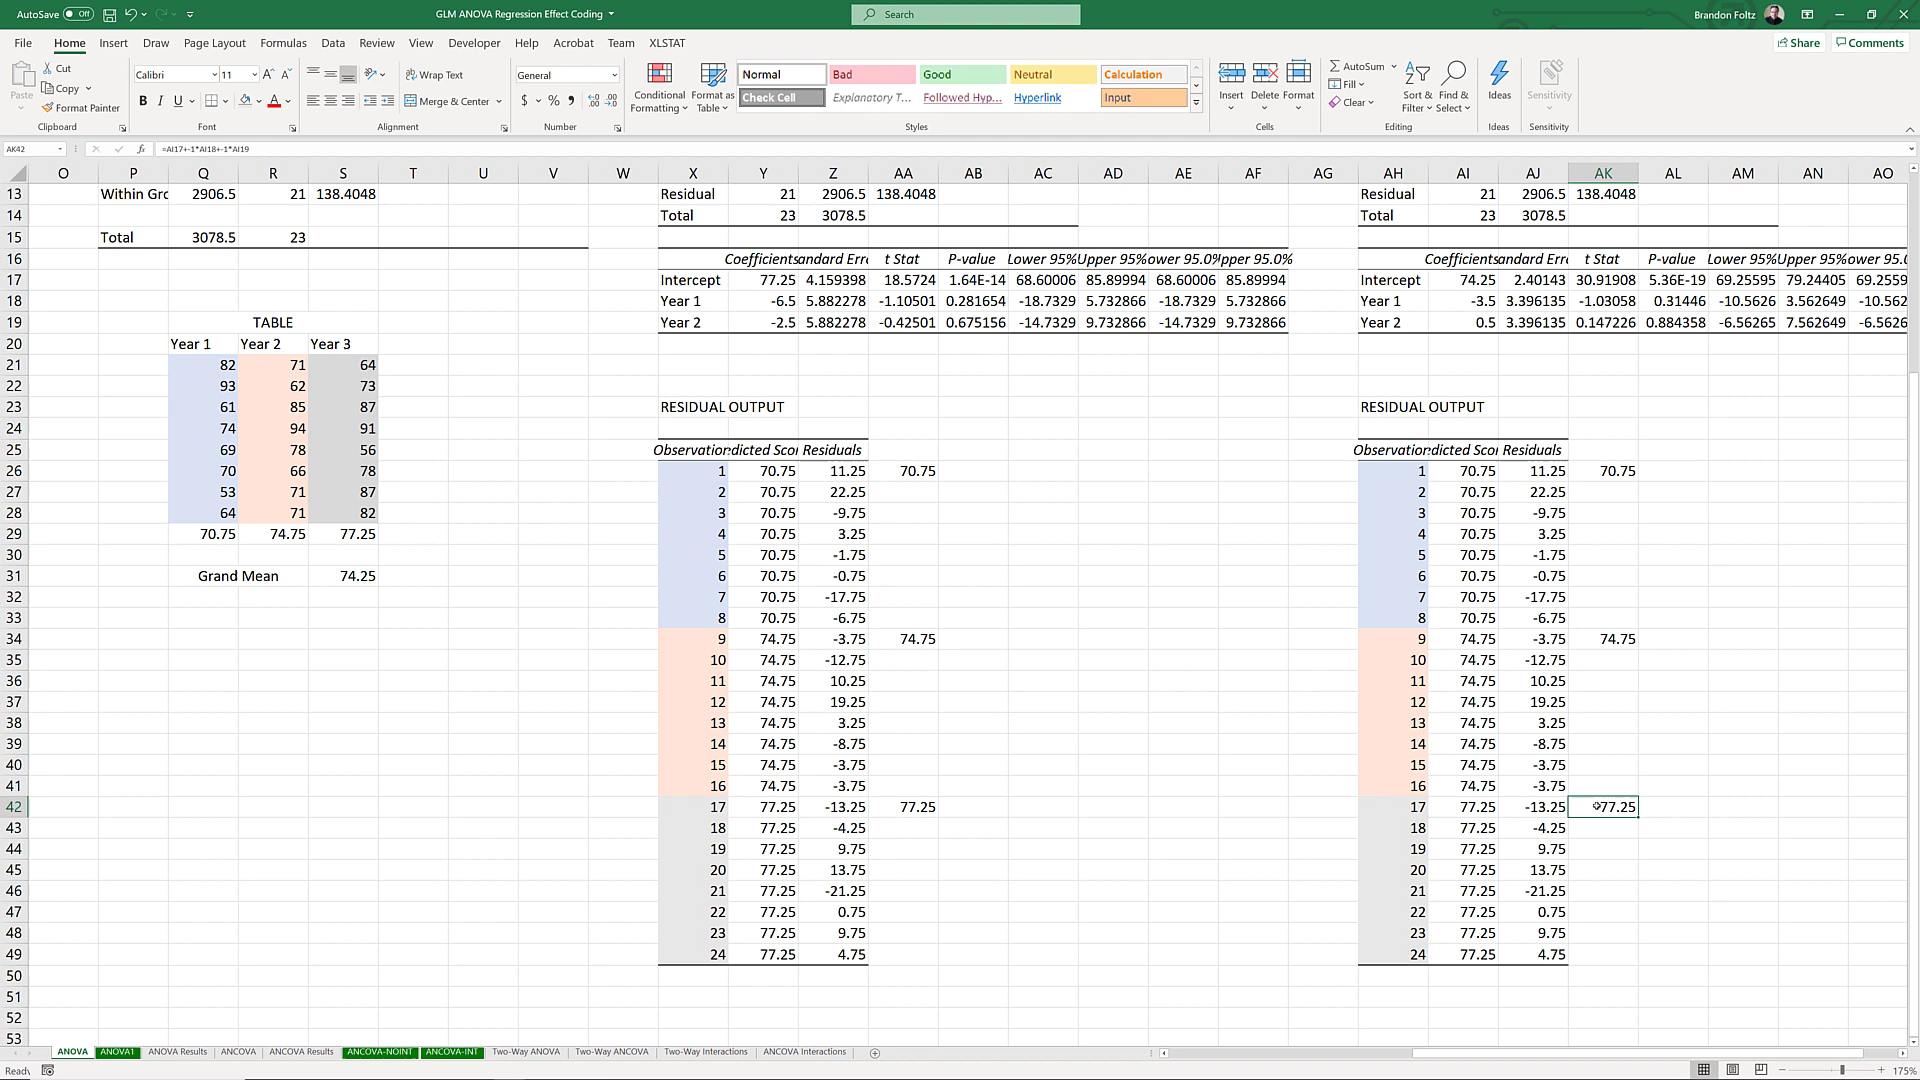 AutoSave Off GLM ANOVA Regression Effect Coding Search Brandon Foltz
File Home Insert Draw Page Layout Formulas Data Review View Developer Help Acrobat Team XLSTAT Share Comments
Paste Cut Copy Format Painter Clipboard
Calibri 11 B I U Font
Wrap Text Merge & Center Alignment
General $ % Number
Conditional Formatting Format as Table
Normal Bad Good Neutral Calculation
Check Cell Explanatory T... Followed Hyp... Hyperlink Input
Styles
Insert Delete Format Cells
AutoSum Fill Clear Sort & Filter Find & Select Editing
Ideas Ideas
Sensitivity Sensitivity
AK42 fx =AI17+-1*AI18+-1*AI19
O P Q R S T U V W X Y Z AA AB AC AD AE AF AG AH AI AJ AK AL AM AN AO
13 Within Grc 2906.5 21 138.4048 Residual 21 2906.5 138.4048 Residual 21 2906.5 138.4048
14 Total 23 3078.5 Total 23 3078.5
15 Total 3078.5 23
16 Coefficients andard Erro t Stat P-value Lower 95% Upper 95% ower 95.0% lpper 95.0% Coefficients andard Erro t Stat P-value Lower 95% Upper 95% ower 95.0
17 Intercept 77.25 4.159398 18.5724 1.64E-14 68.60006 85.89994 68.60006 85.89994 Intercept 74.25 2.40143 30.91908 5.36E-19 69.25595 79.24405 69.2559
18 Year 1 -6.5 5.882278 -1.10501 0.281654 -18.7329 5.732866 -18.7329 5.732866 Year 1 -3.5 3.396135 -1.03058 0.31446 -10.5626 3.562649 -10.562
19 TABLE Year 2 -2.5 5.882278 -0.42501 0.675156 -14.7329 9.732866 -14.7329 9.732866 Year 2 0.5 3.396135 0.147226 0.884358 -6.56265 7.562649 -6.5626
20 Year 1 Year 2 Year 3
21 82 71 64
22 93 62 73
23 61 85 87 RESIDUAL OUTPUT RESIDUAL OUTPUT
24 74 94 91
25 69 78 56 Observation dicted Scor Residuals Observation dicted Scor Residuals
26 70 66 78 1 70.75 11.25 70.75 1 70.75 11.25 70.75
27 53 71 87 2 70.75 22.25 2 70.75 22.25
28 64 71 82 3 70.75 -9.75 3 70.75 -9.75
29 70.75 74.75 77.25 4 70.75 3.25 4 70.75 3.25
30 5 70.75 -1.75 5 70.75 -1.75
31 Grand Mean 74.25 6 70.75 -0.75 6 70.75 -0.75
32 7 70.75 -17.75 7 70.75 -17.75
33 8 70.75 -6.75 8 70.75 -6.75
34 9 74.75 -3.75 74.75 9 74.75 -3.75 74.75
35 10 74.75 -12.75 10 74.75 -12.75
36 11 74.75 10.25 11 74.75 10.25
37 12 74.75 19.25 12 74.75 19.25
38 13 74.75 3.25 13 74.75 3.25
39 14 74.75 -8.75 14 74.75 -8.75
40 15 74.75 -3.75 15 74.75 -3.75
41 16 74.75 -3.75 16 74.75 -3.75
42 17 77.25 -13.25 77.25 17 77.25 -13.25 77.25
43 18 77.25 -4.25 18 77.25 -4.25
44 19 77.25 9.75 19 77.25 9.75
45 20 77.25 13.75 20 77.25 13.75
46 21 77.25 -21.25 21 77.25 -21.25
47 22 77.25 0.75 22 77.25 0.75
48 23 77.25 9.75 23 77.25 9.75
49 24 77.25 4.75 24 77.25 4.75
50
51
52
53
ANOVA ANOVA1 ANOVA Results ANCOVA ANCOVA Results ANCOVA-NOINT ANCOVA-INT Two-Way ANOVA Two-Way ANCOVA Two-Way Interactions ANCOVA Interactions
Ready 175%